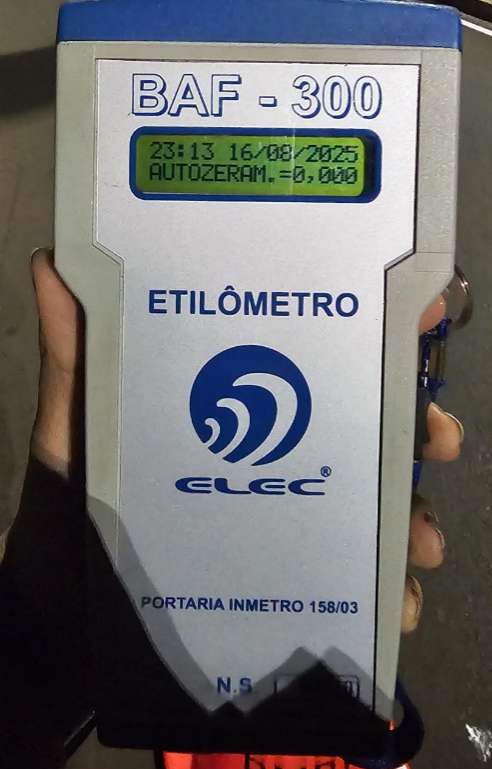 BAF - 300
23:13 16/08/2025
AUTOZERAM.=0,000
ETILÔMETRO
ELEC®
PORTARIA INMETRO 158/03
N.S